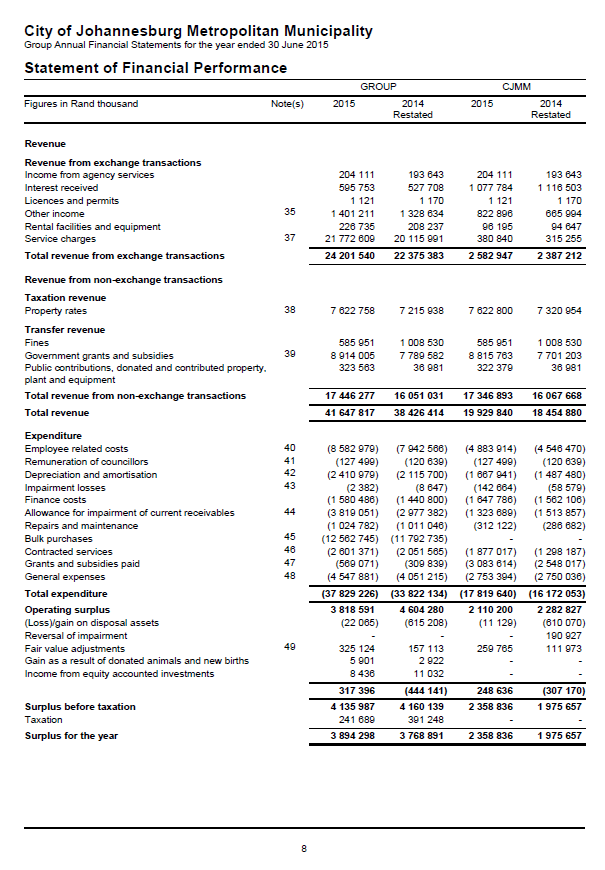 City of Johannesburg Metropolitan Municipality
Group Annual Financial Statements for the year ended 30 June 2015
Statement of Financial Performance
GROUP CJMM
Figures in Rand thousand Note(s) 2015 2014 2015 2014
Restated Restated
Revenue
Revenue from exchange transactions
Income from agency services 204 111 193 643 204 111 193 643
Interest received 595 753 527 708 1 077 784 1 116 503
Licences and permits 1 121 1 170 1 121 1 170
Other income 35 1 401 211 1 328 634 822 896 665 994
Rental facilities and equipment 226 735 208 237 96 195 94 647
Service charges 37 21 772 609 20 115 991 380 840 315 255
Total revenue from exchange transactions 24 201 540 22 375 383 2 582 947 2 387 212
Revenue from non-exchange transactions
Taxation revenue
Property rates 38 7 622 758 7 215 938 7 622 800 7 320 954
Transfer revenue
Fines 585 951 1 008 530 585 951 1 008 530
Government grants and subsidies 39 8 914 005 7 789 582 8 815 763 7 701 203
Public contributions, donated and contributed property, 323 563 36 981 322 379 36 981
plant and equipment
Total revenue from non-exchange transactions 17 446 277 16 051 031 17 346 893 16 067 668
Total revenue 41 647 817 38 426 414 19 929 840 18 454 880
Expenditure
Employee related costs 40 (8 582 979) (7 942 566) (4 883 914) (4 546 470)
Remuneration of councillors 41 (127 499) (120 639) (127 499) (120 639)
Depreciation and amortisation 42 (2 410 979) (2 115 700) (1 667 941) (1 487 480)
Impairment losses 43 (2 382) (8 647) (142 664) (58 579)
Finance costs (1 580 486) (1 440 800) (1 647 786) (1 562 106)
Allowance for impairment of current receivables 44 (3 819 051) (2 977 382) (1 323 689) (1 513 857)
Repairs and maintenance (1 024 782) (1 011 046) (312 122) (286 682)
Bulk purchases 45 (12 562 745) (11 792 735) - -
Contracted services 46 (2 601 371) (2 051 565) (1 877 017) (1 298 187)
Grants and subsidies paid 47 (569 071) (309 839) (3 083 614) (2 548 017)
General expenses 48 (4 547 881) (4 051 215) (2 753 394) (2 750 036)
Total expenditure (37 829 226) (33 822 134) (17 819 640) (16 172 053)
Operating surplus 3 818 591 4 604 280 2 110 200 2 282 827
(Loss)/gain on disposal assets (22 065) (615 208) (11 129) (610 070)
Reversal of impairment - - - 190 927
Fair value adjustments 49 325 124 157 113 259 765 111 973
Gain as a result of donated animals and new births 5 901 2 922 - -
Income from equity accounted investments 8 436 11 032 - -
317 396 (444 141) 248 636 (307 170)
Surplus before taxation 4 135 987 4 160 139 2 358 836 1 975 657
Taxation 241 689 391 248 - -
Surplus for the year 3 894 298 3 768 891 2 358 836 1 975 657
8